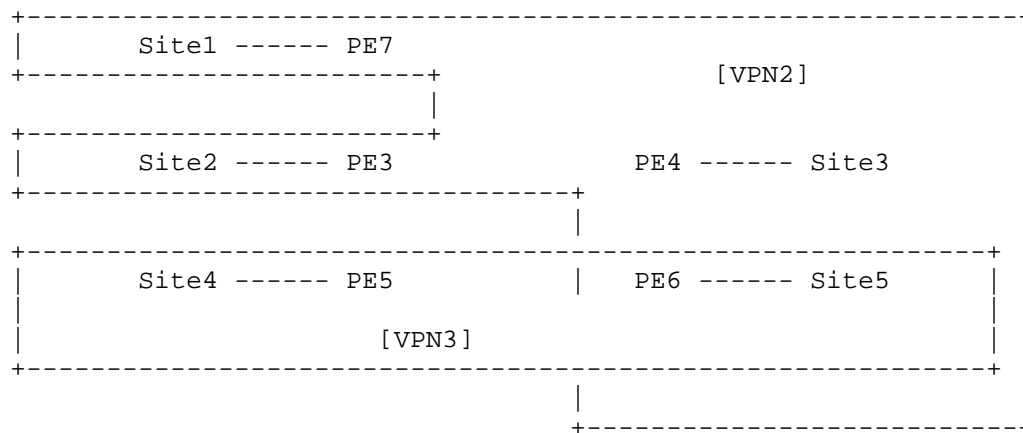 Site1 ------ PE7
[VPN2]
Site2 ------ PE3 PE4 ------ Site3
Site4 ------ PE5 | PE6 ------ Site5
[VPN3]